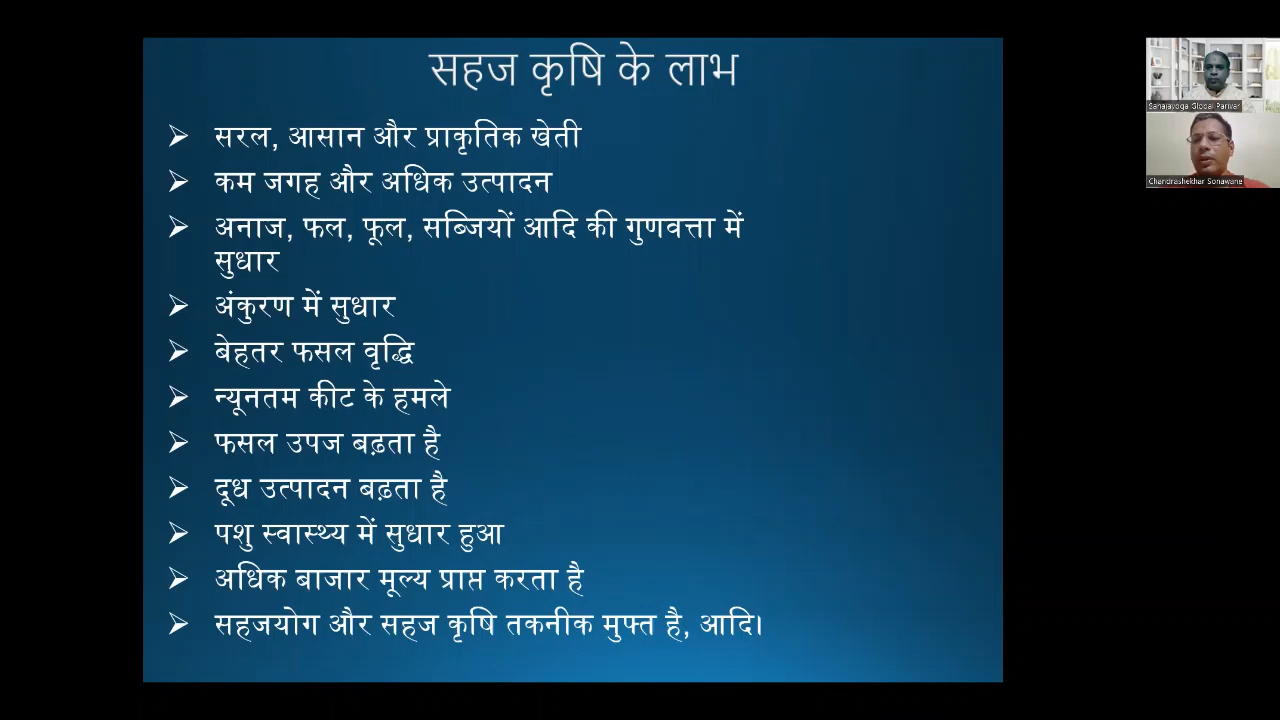 सहज कृषि के लाभ
➢ सरल, आसान और प्राकृतिक खेती
➢ कम जगह और अधिक उत्पादन
➢ अनाज, फल, फूल, सब्जियों आदि की गुणवत्ता में
सुधार
➢ अंकुरण में सुधार
➢ बेहतर फसल वृद्धि
➢ न्यूनतम कीट के हमले
➢ फसल उपज बढ़ता है
➢ दूध उत्पादन बढ़ता है
➢ पशु स्वास्थ्य में सुधार हुआ
➢ अधिक बाजार मूल्य प्राप्त करता है
➢ सहजयोग और सहज कृषि तकनीक मुफ्त है, आदि।
Sahajayoga Global Parivar
Chandrashekhar Sonawane